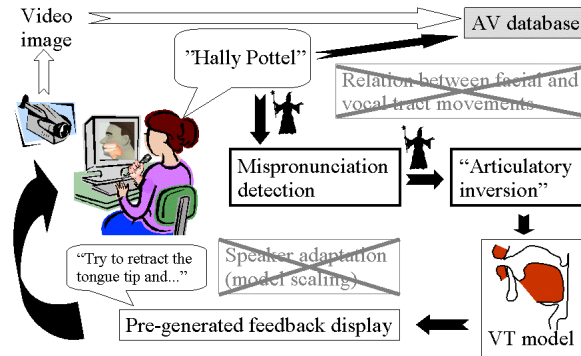 Video
image
AV database
”Hally Pottel”
Relation between facial and
vocal tract movements
Mispronunciation
detection
“Articulatory
inversion”
“Try to retract the
tongue tip and...”
Speaker adaptation
(model scaling)
Pre-generated feedback display
VT model